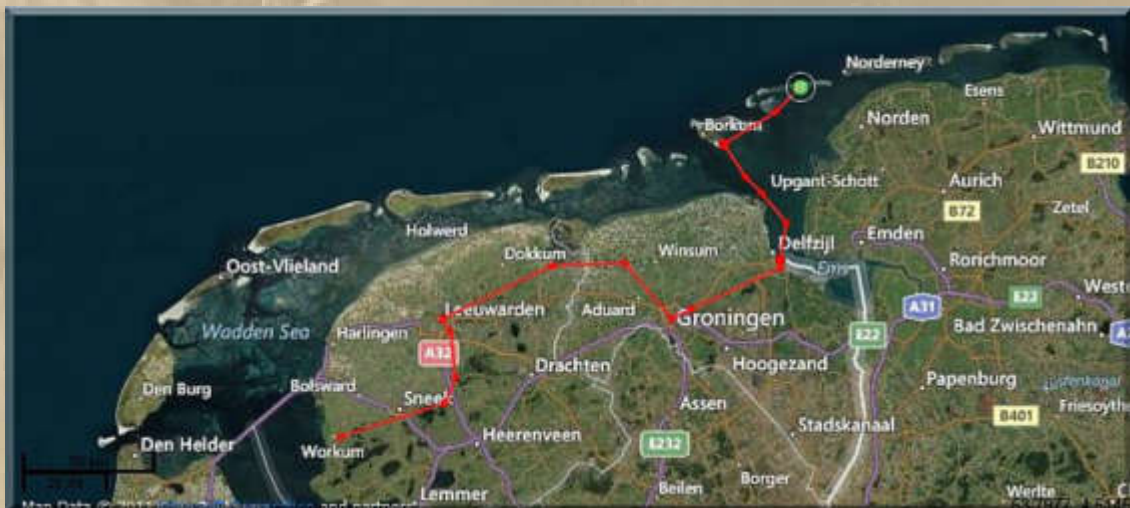 Norderney
Esens
Norden
Borkum
Wittmund
B210
Upgant-Schott
Aurich
Zetel
B72
Holwerd
Dokkum
Winsum
Delfzijl
Emden
Oost-Vlieland
Ems
Rorichmoor
Weste
E22
Leeuwarden
Aduard
A31
Wadden Sea
Harlingen
Groningen
E22
Bad Zwischenahn
A32
Hoogezand
Drachten
Den Burg
Bolsward
Papenburg
Sneek
Assen
B401
Friesoythe
Stadskanaal
Den Helder
Workum
Heerenveen
E232
Borger
Lemmer
Beilen
Werlte
Map Data © and partners